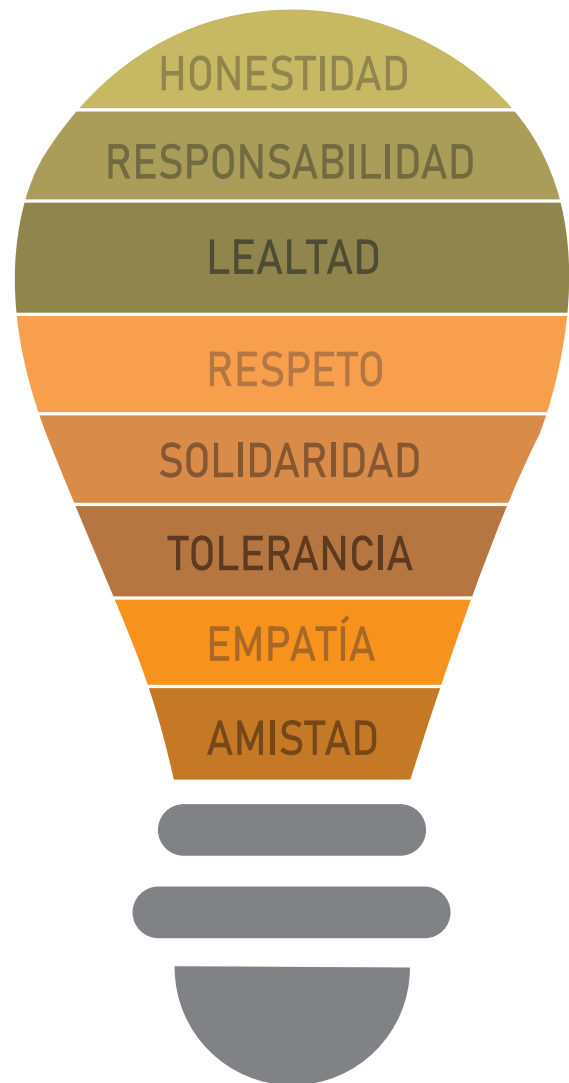 HONESTIDAD
RESPONSABILIDAD
LEALTAD
RESPETO
SOLIDARIDAD
TOLERANCIA
EMPATÍA
AMISTAD